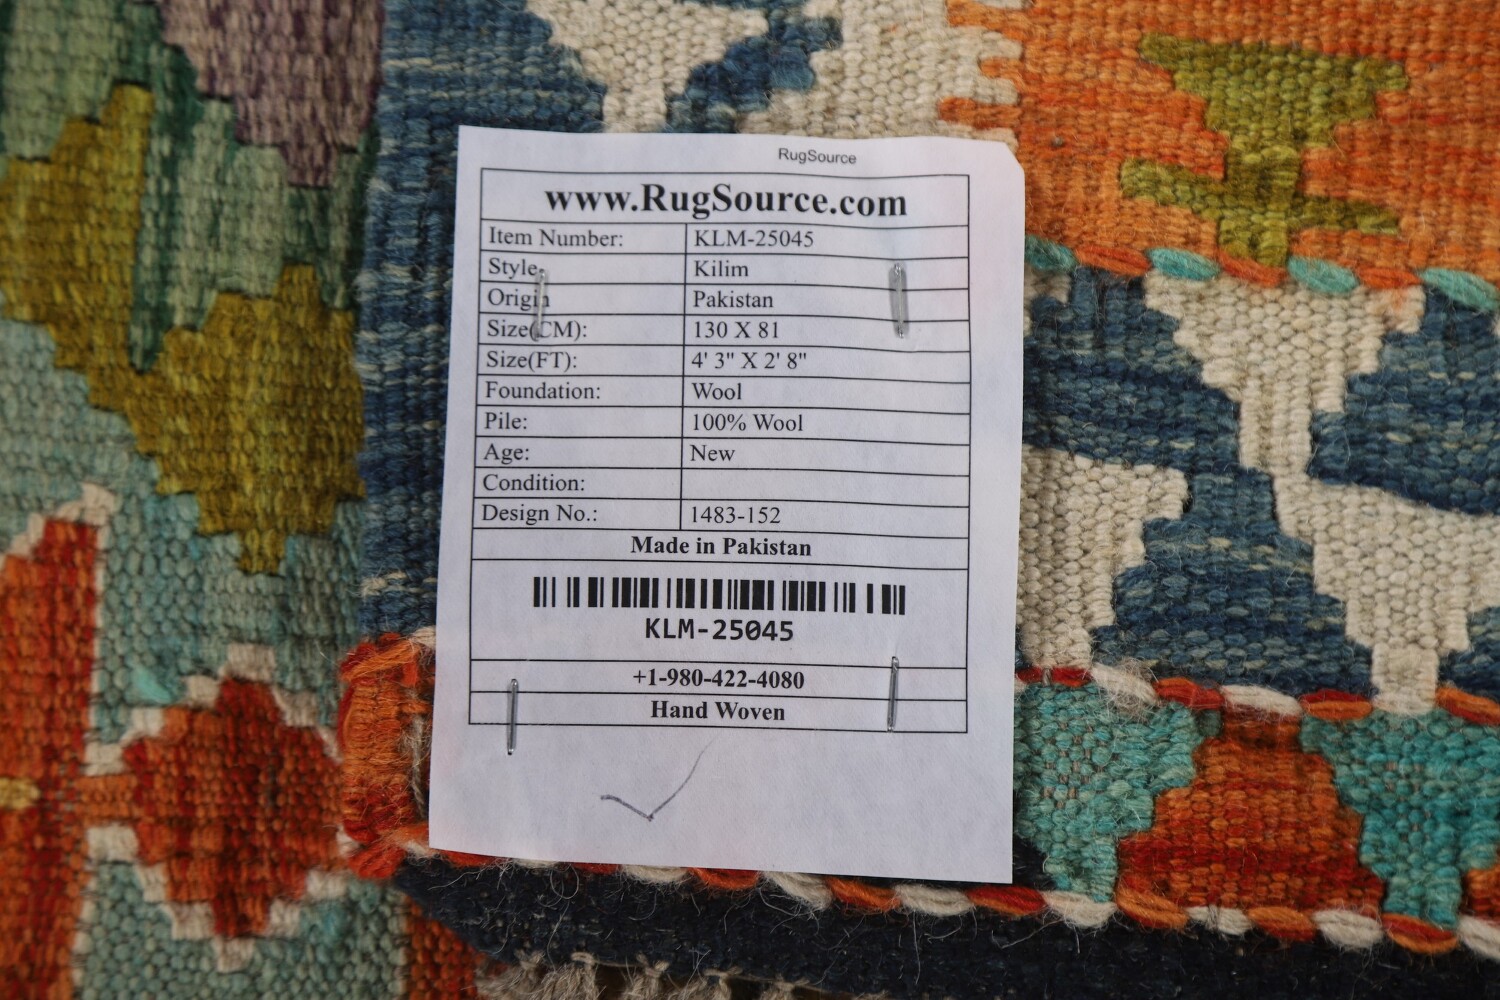 RugSource
www.RugSource.com
Item Number: KLM-25045
Style: Kilim
Origin Pakistan
Size(CM): 130 X 81
Size(FT): 4' 3" X 2' 8"
Foundation: Wool
Pile: 100% Wool
Age: New
Condition:
Design No.: 1483-152
Made in Pakistan
KLM-25045
+1-980-422-4080
Hand Woven